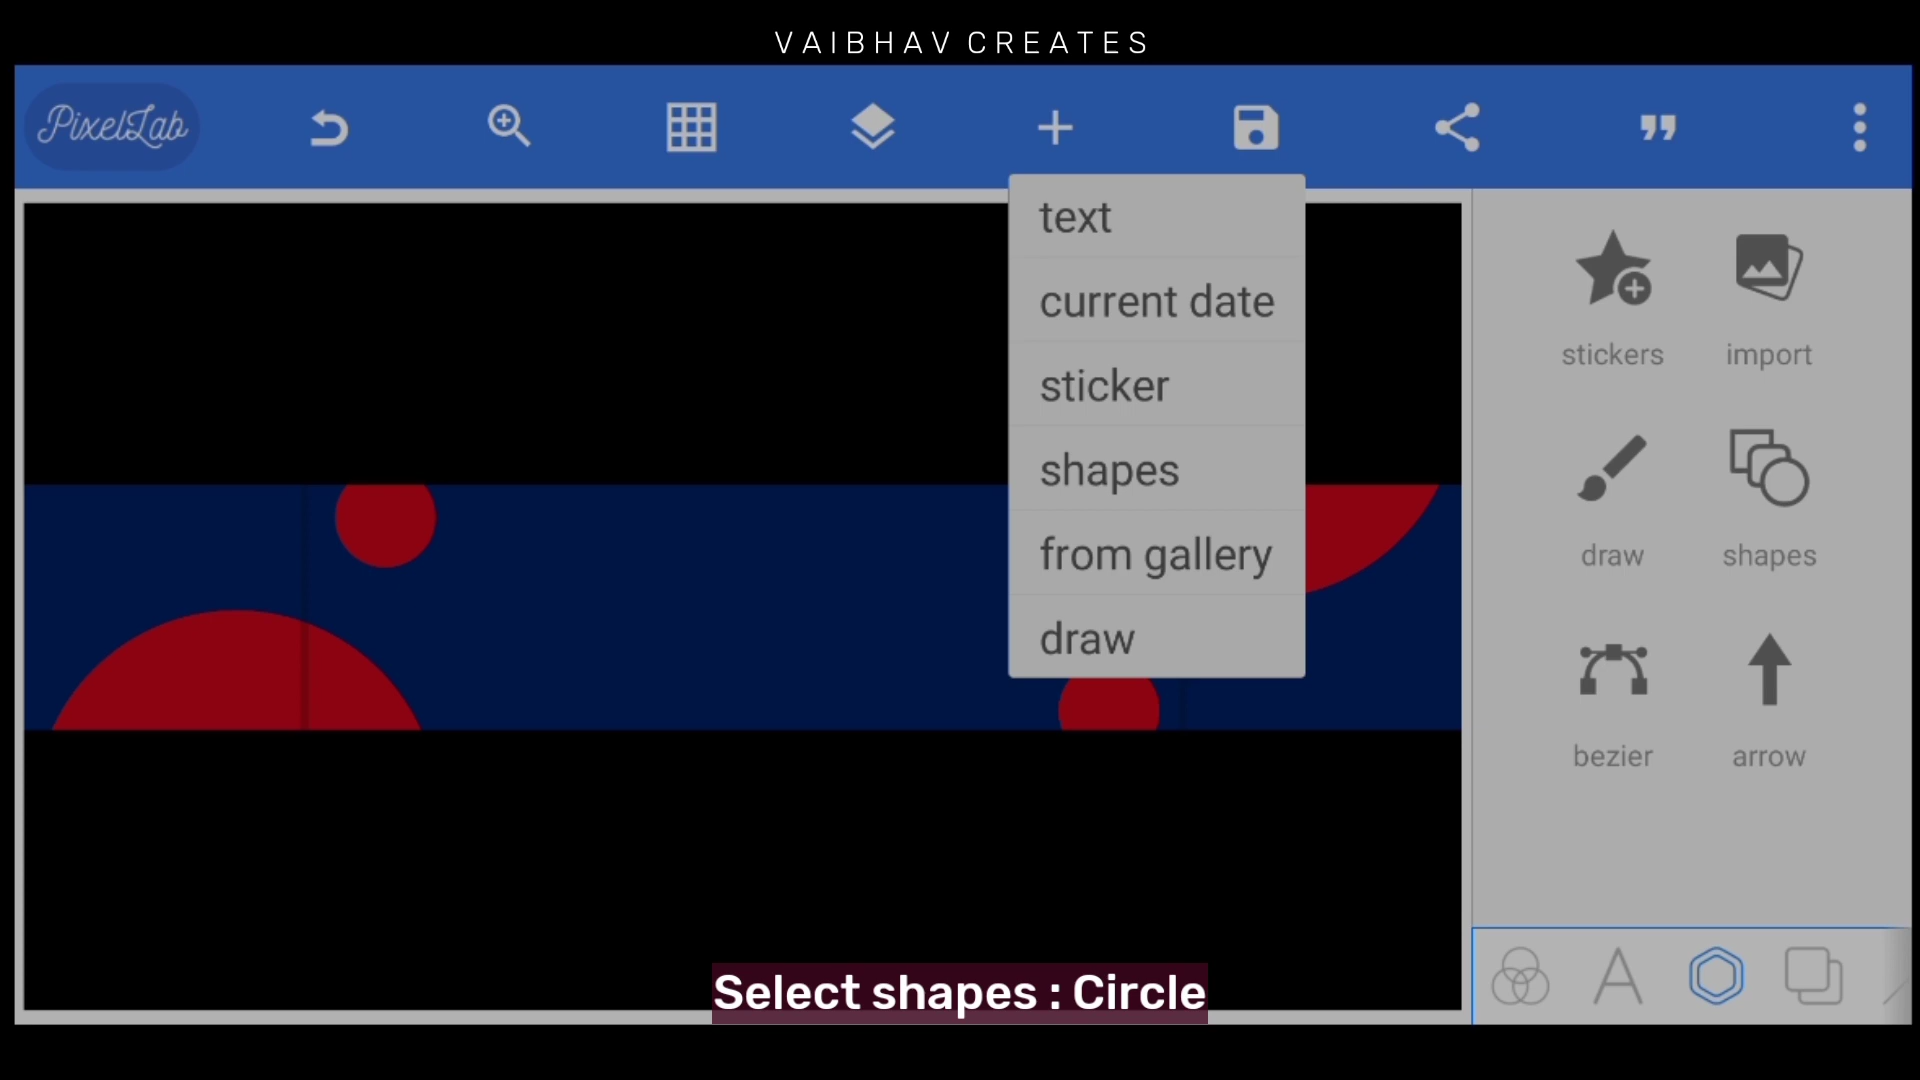 VAIBHAV CREATES
PixelLab
text
current date
sticker
shapes
from gallery
draw
stickers
import
draw
shapes
bezier
arrow
Select shapes : Circle